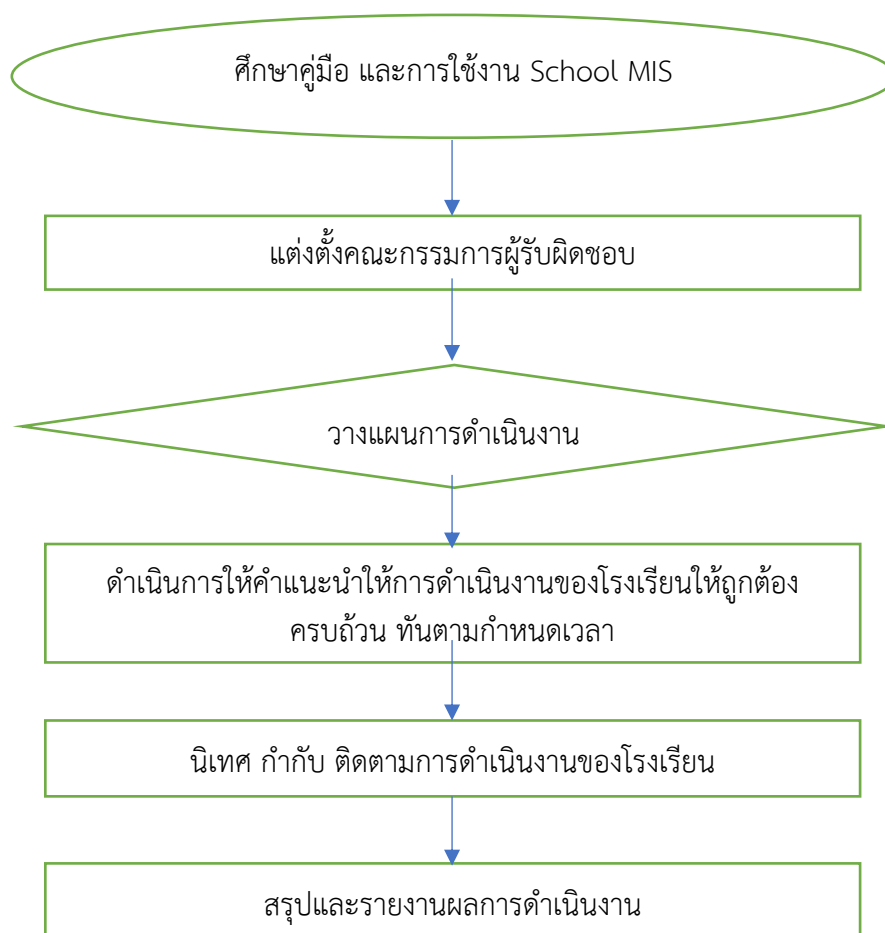 ศึกษาคู่มือ และการใช้งาน School MIS
แต่งตั้งคณะกรรมการผู้รับผิดชอบ
วางแผนการดำเนินงาน
ดำเนินการให้คำแนะนำให้การดำเนินงานของโรงเรียนให้ถูกต้อง
ครบถ้วน ทันตามกำหนดเวลา
นิเทศ กำกับ ติดตามการดำเนินงานของโรงเรียน
สรุปและรายงานผลการดำเนินงาน